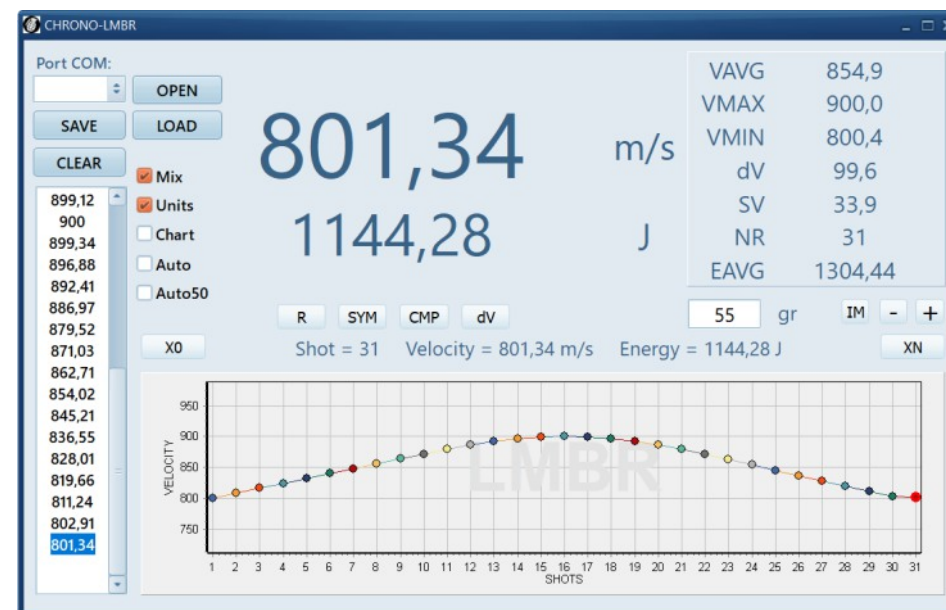 CHRONO-LMBR
Port COM:
OPEN
SAVE
LOAD
CLEAR
Mix
Units
Chart
Auto
Auto50
899,12
900
899,34
896,88
892,41
886,97
879,52
871,03
862,71
854,02
845,21
836,55
828,01
819,66
811,24
802,91
801,34
801,34 m/s
1144,28 J
VAVG 854,9
VMAX 900,0
VMIN 800,4
dV 99,6
SV 33,9
NR 31
EAVG 1304,44
R SYM CMP dV
55 gr IM - +
X0 Shot = 31 Velocity = 801,34 m/s Energy = 1144,28 J XN
LMBR
VELOCITY
950
900
850
800
750
1 2 3 4 5 6 7 8 9 10 11 12 13 14 15 16 17 18 19 20 21 22 23 24 25 26 27 28 29 30 31
SHOTS